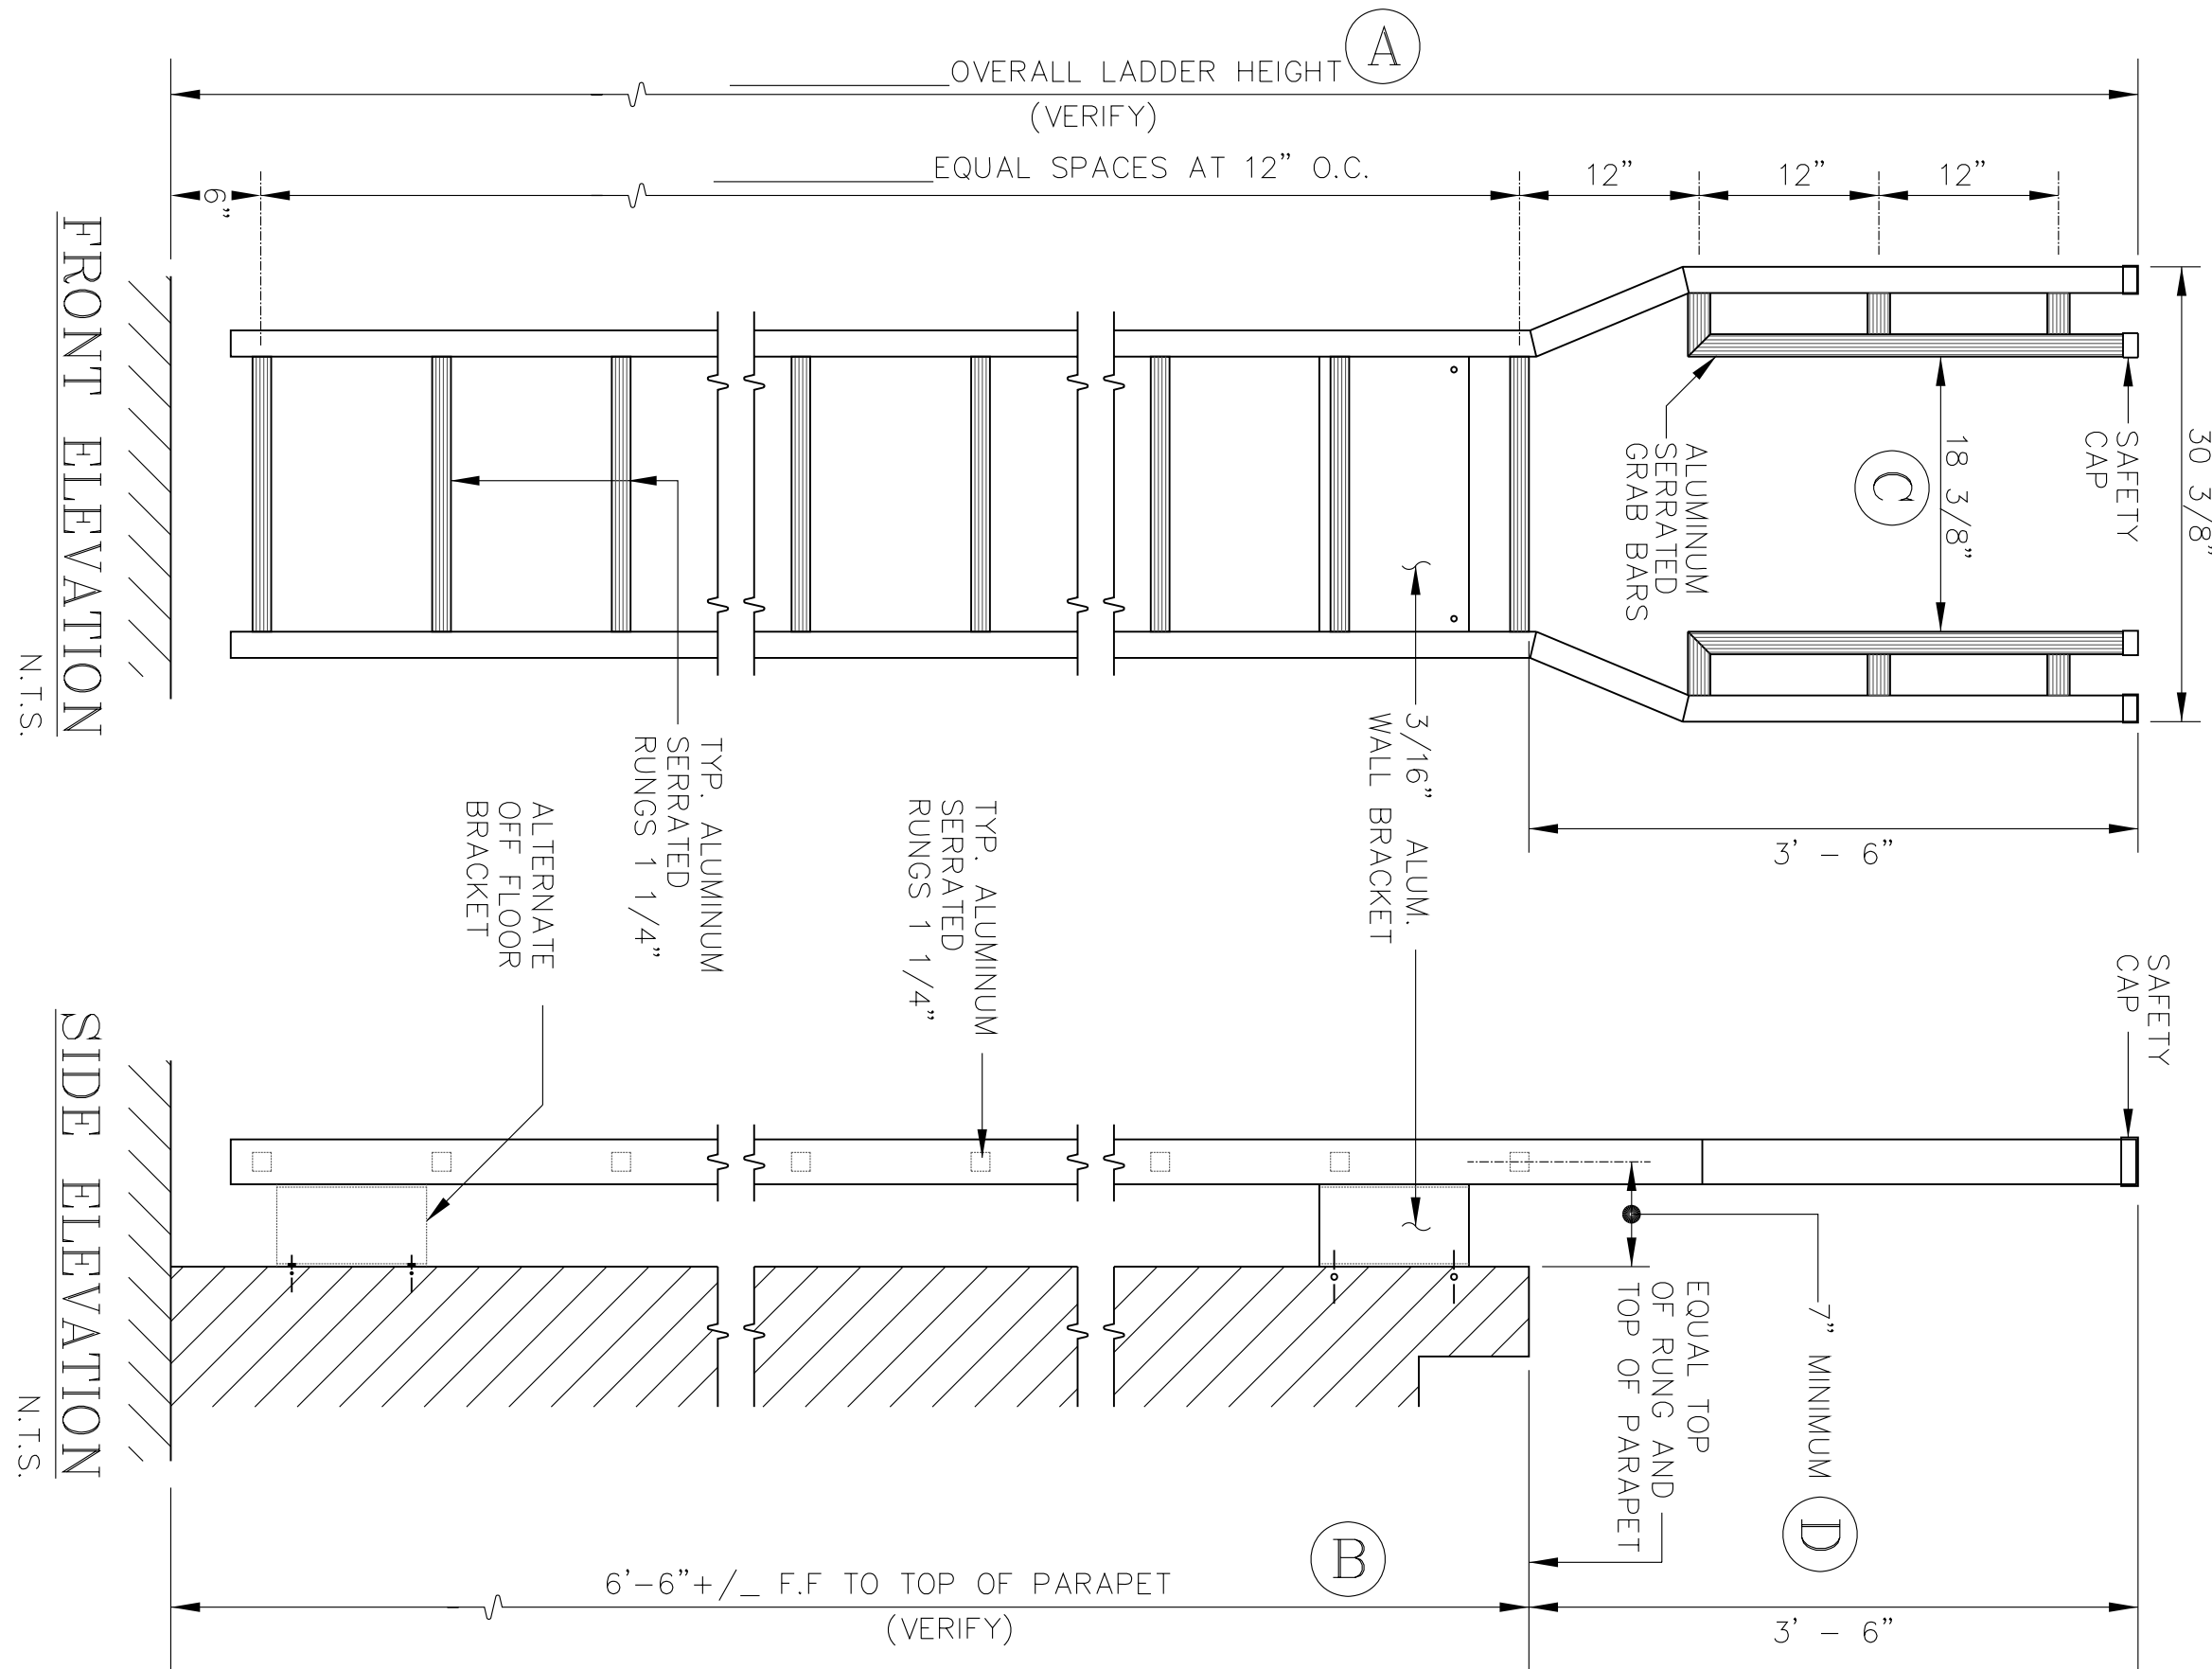 OVERALL LADDER HEIGHT
A
(VERIFY)
EQUAL SPACES AT 12" O.C.
12"
12"
12"
6"
30 3/8"
SAFETY
CAP
18 3/8"
C
ALUMINUM
SERRATED
GRAB BARS
3/16" ALUM.
WALL BRACKET
TYP. ALUMINUM
SERRATED
RUNGS 1 1/4"
3' - 6"
FRONT ELEVATION
N.T.S.
SAFETY
CAP
TYP. ALUMINUM
SERRATED
RUNGS 1 1/4"
ALTERNATE
OFF FLOOR
BRACKET
7" MINIMUM
D
EQUAL TOP
OF RUNG AND
TOP OF PARAPET
B
6'-6"+/_ F.F TO TOP OF PARAPET
(VERIFY)
3' - 6"
SIDE ELEVATION
N.T.S.